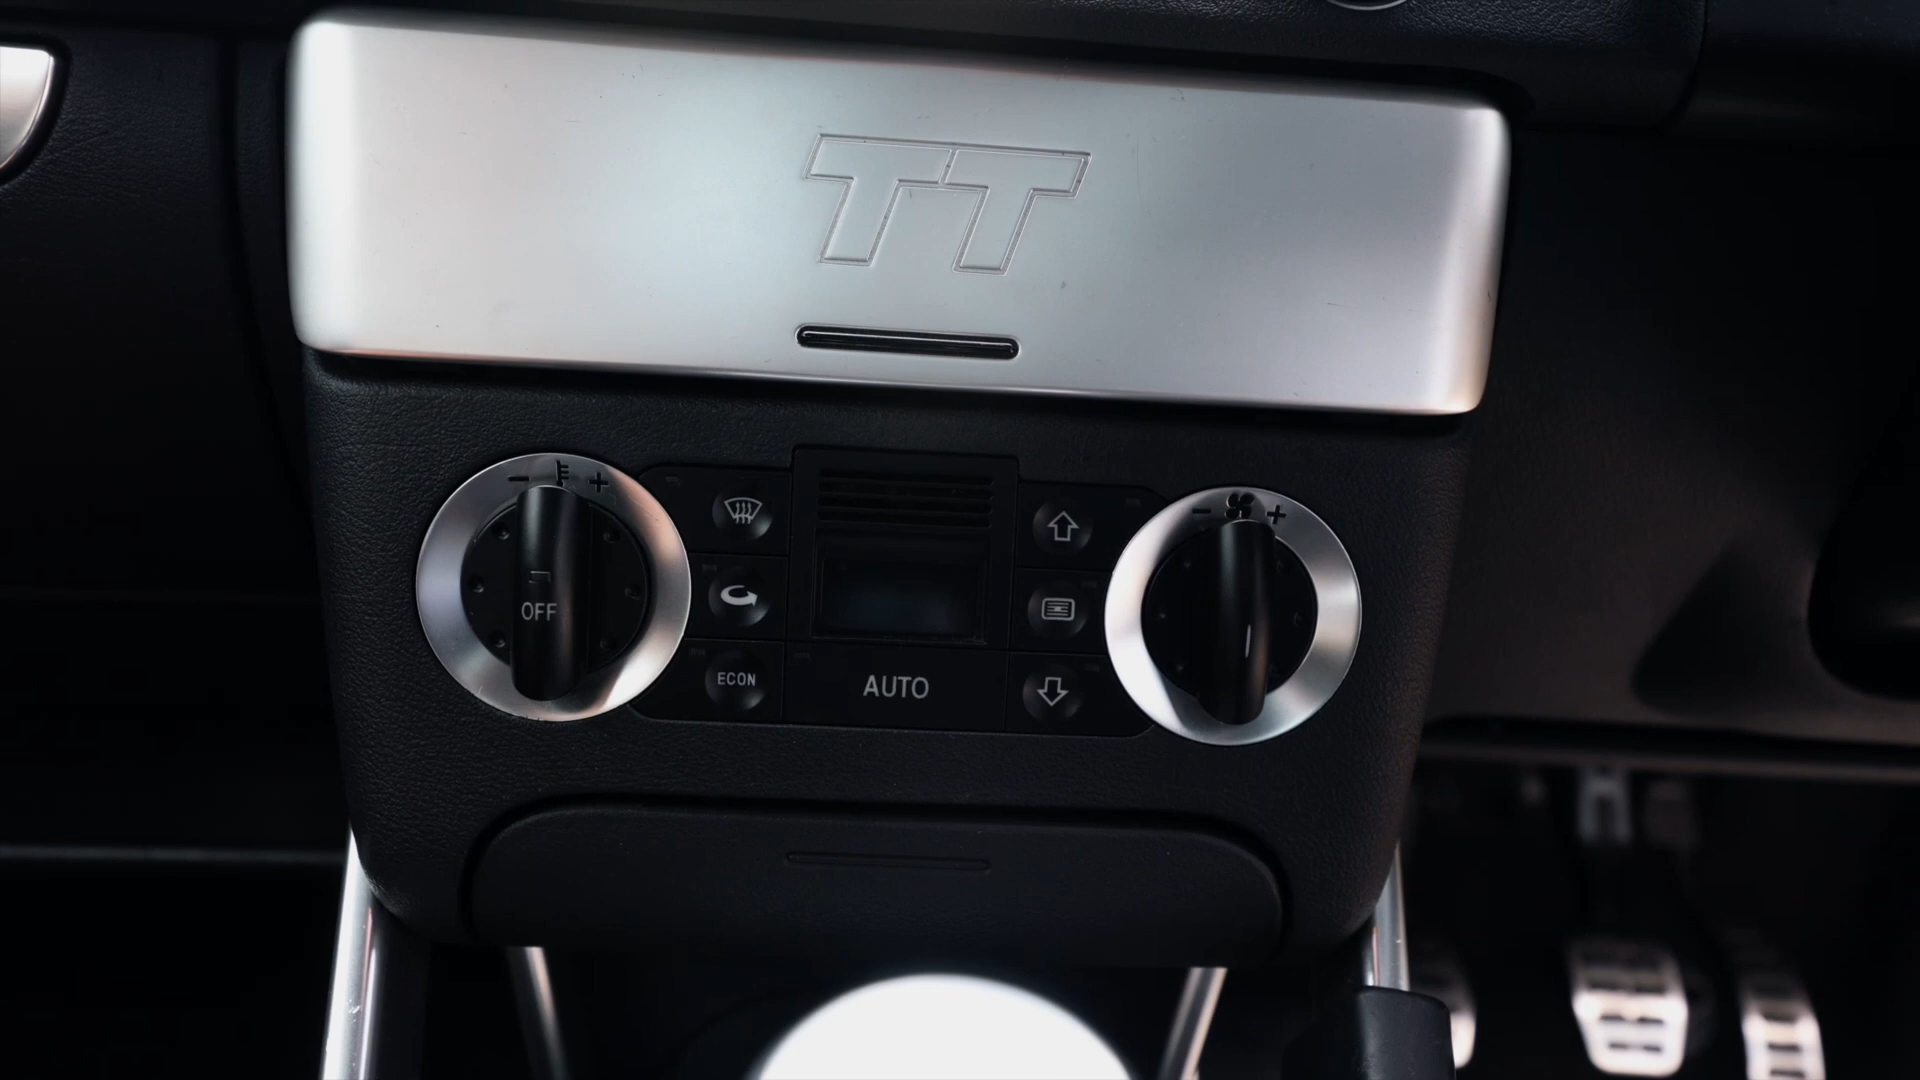 TT
- +
- +
OFF
ECON
AUTO